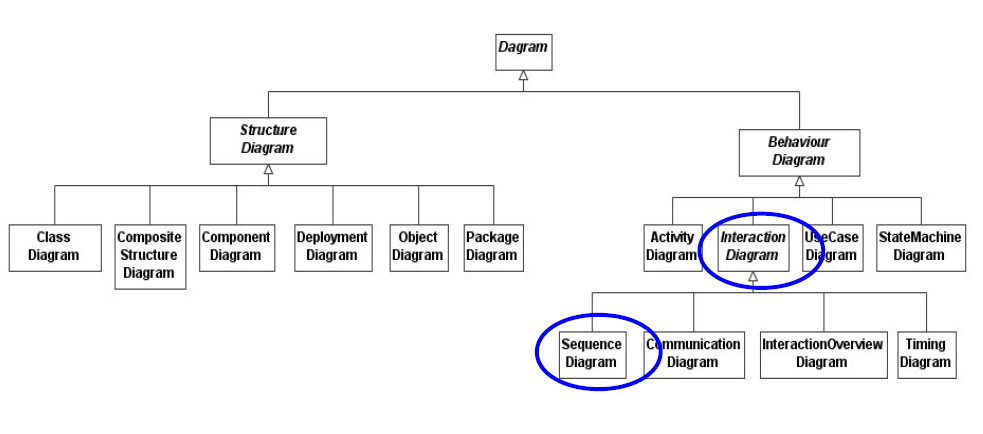 Dagram
Structure
Diagram
Behaviour
Diagram
Class
Diagram
Composite
Structure
Diagram
Component
Diagram
Deployment
Diagram
Object
Diagram
Package
Diagram
Activity
Diagram
Interaction
Diagram
UseCase
Diagram
StateMachine
Diagram
Sequence
Diagram
Communication
Diagram
InteractionOverview
Diagram
Timing
Diagram